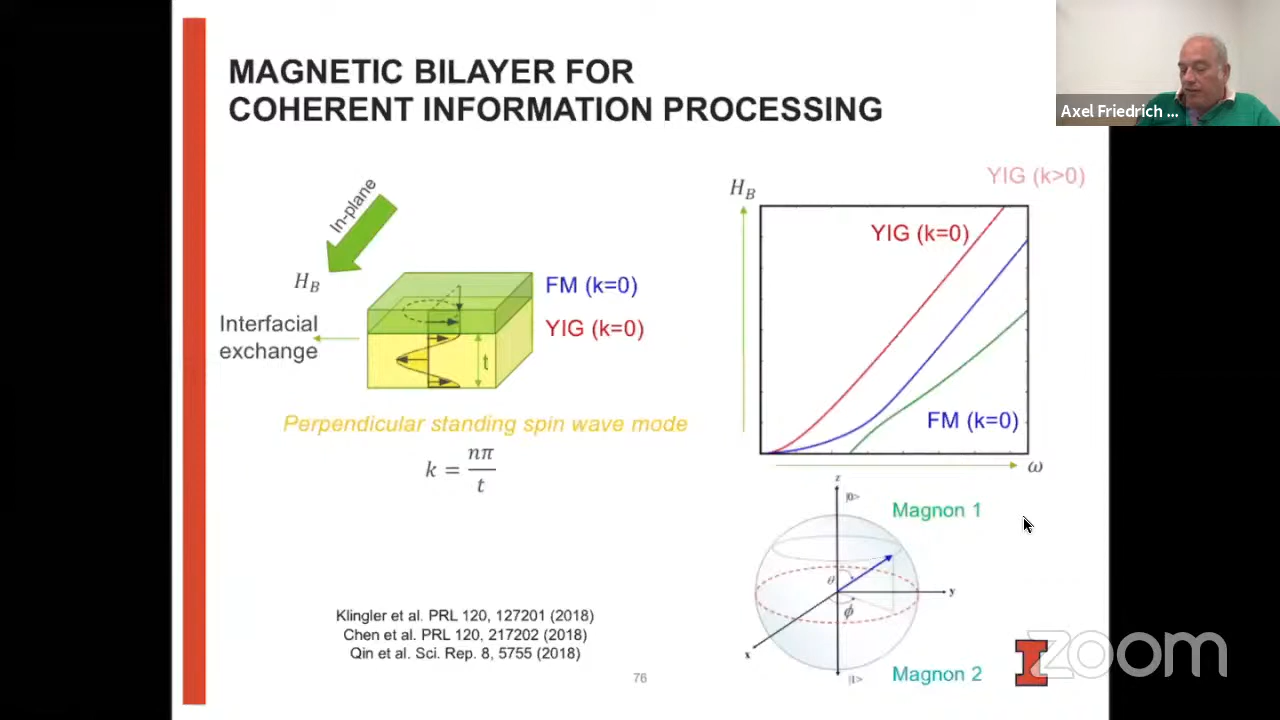 MAGNETIC BILAYER FOR
COHERENT INFORMATION PROCESSING
Axel Friedrich ...
In-plane
H_B
Interfacial
exchange
FM (k=0)
YIG (k=0)
t
Perpendicular standing spin wave mode
k = nπ/t
H_B
YIG (k>0)
YIG (k=0)
FM (k=0)
ω
z
|0>
Magnon 1
θ
y
ϕ
x
|1>
Magnon 2
Klingler et al. PRL 120, 127201 (2018)
Chen et al. PRL 120, 217202 (2018)
Qin et al. Sci. Rep. 8, 5755 (2018)
76
I
zoom